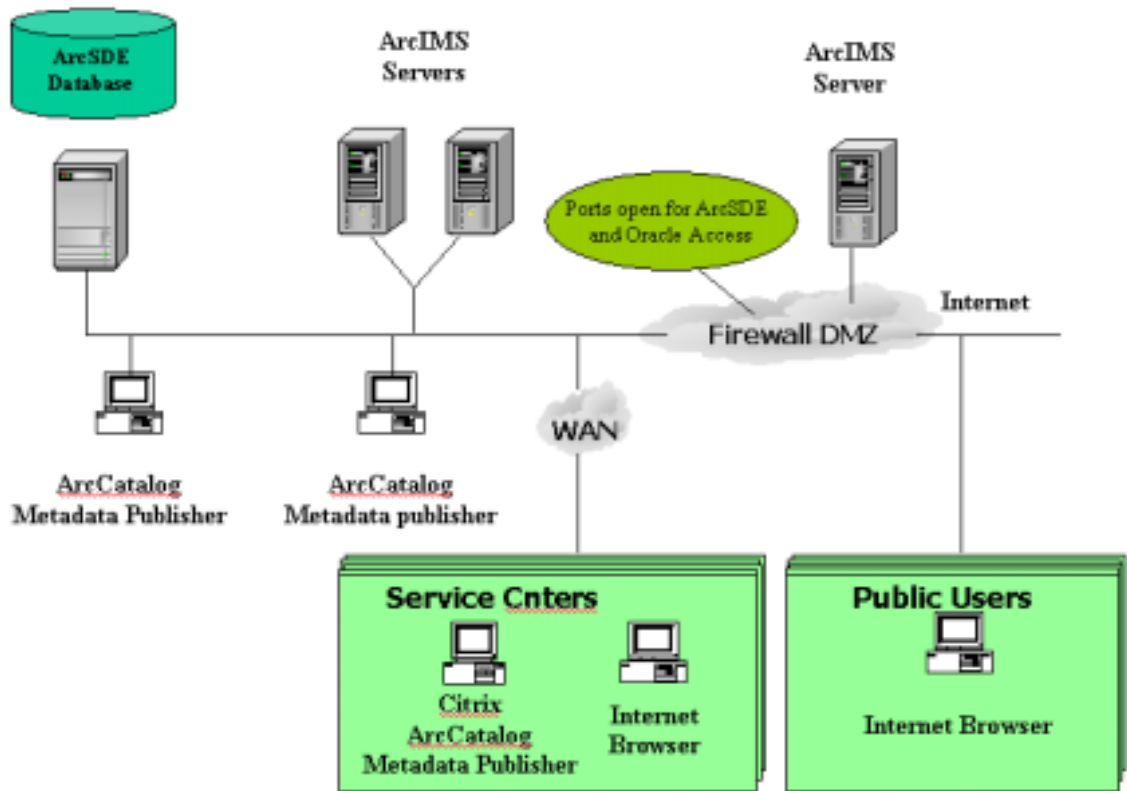 ArcSDE
Database
ArcIMS
Servers
ArcIMS
Server
Ports open for ArcSDE
and Oracle Access
Internet
Firewall DMZ
WAN
ArcCatalog
Metadata Publisher
ArcCatalog
Metadata publisher
Service Cnters
Citrix
ArcCatalog
Metadata Publisher
Internet
Browser
Public Users
Internet Browser